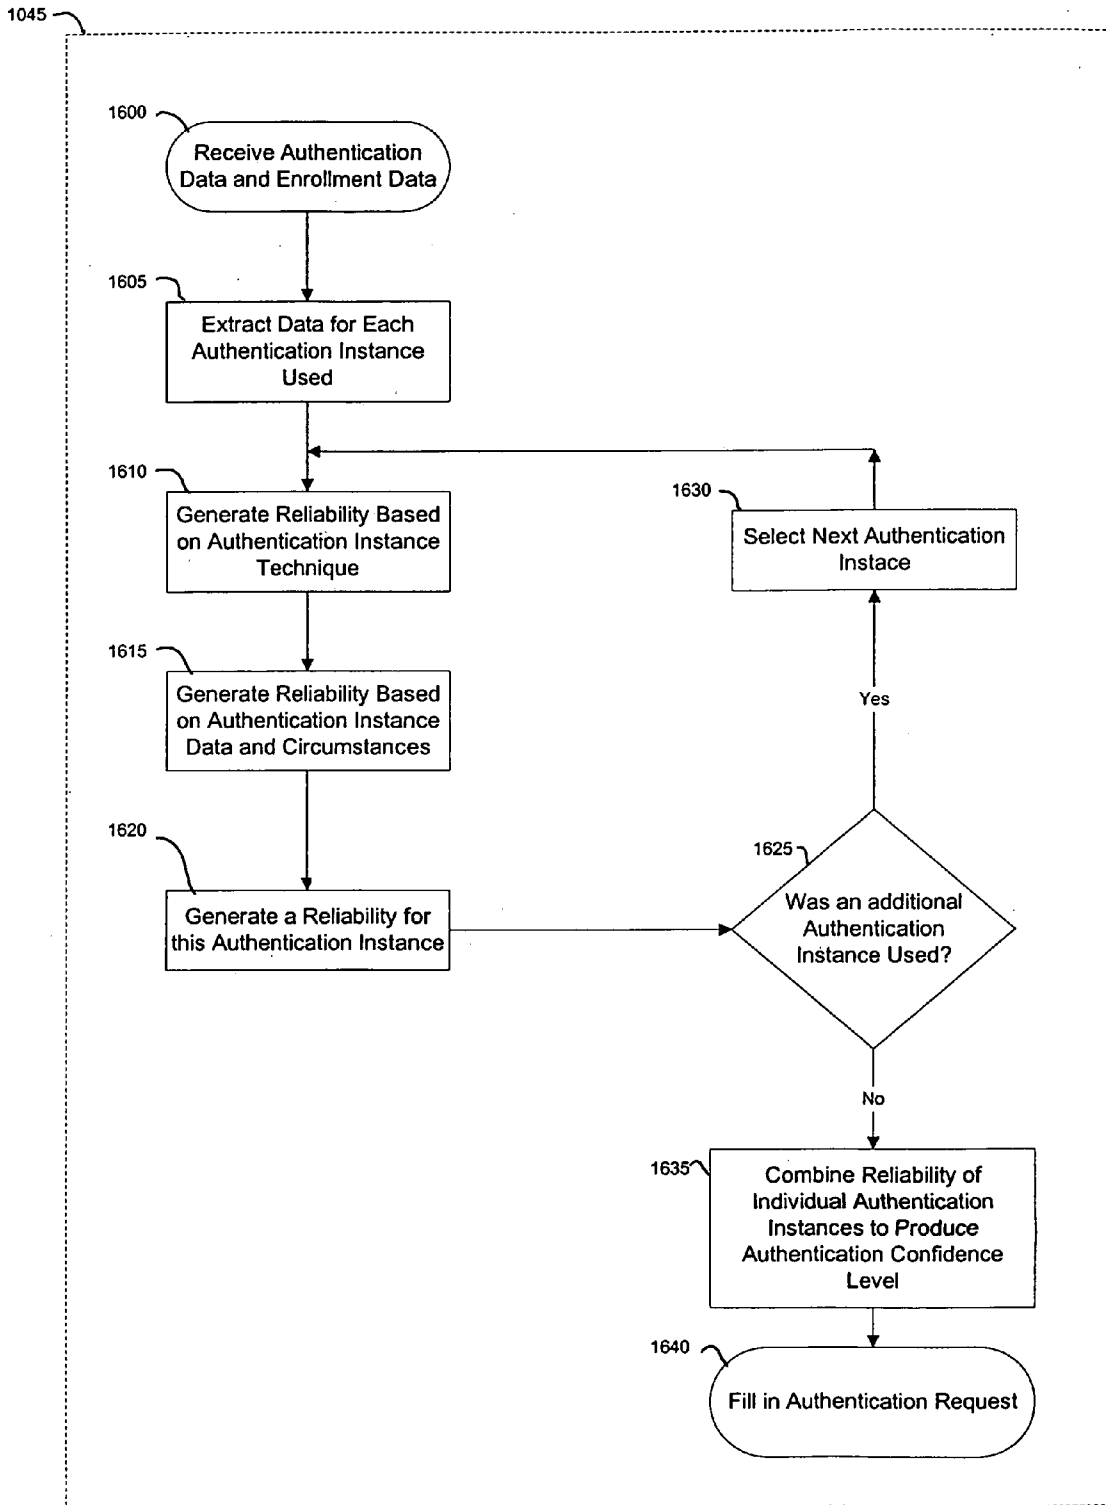 1045
1600
Receive Authentication
Data and Enrollment Data
1605
Extract Data for Each
Authentication Instance
Used
1610
Generate Reliability Based
on Authentication Instance
Technique
1630
Select Next Authentication
Instace
1615
Generate Reliability Based
on Authentication Instance
Data and Circumstances
Yes
1620
Generate a Reliability for
this Authentication Instance
1625
Was an additional
Authentication
Instance Used?
No
1635
Combine Reliability of
Individual Authentication
Instances to Produce
Authentication Confidence
Level
1640
Fill in Authentication Request